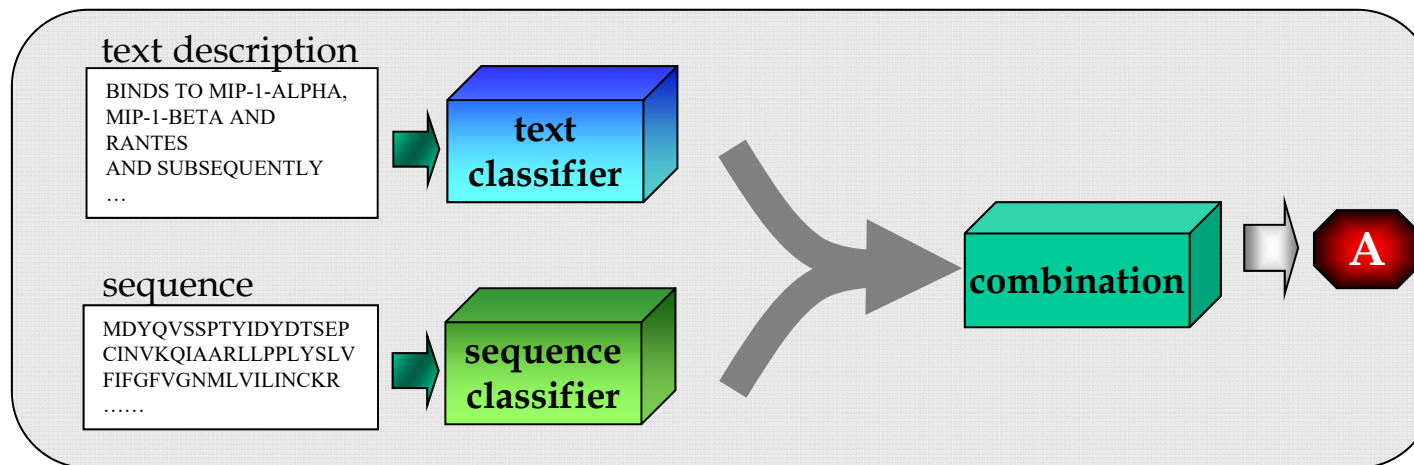 text description
BINDS TO MIP-1-ALPHA,
MIP-1-BETA AND
RANTES
AND SUBSEQUENTLY
…
text
classifier
sequence
MDYQVSSPTYIDYDTSEP
CINVKQIAARLLPPLYSLV
FIFGFVGNMLVILINCKR
……
sequence
classifier
combination
A